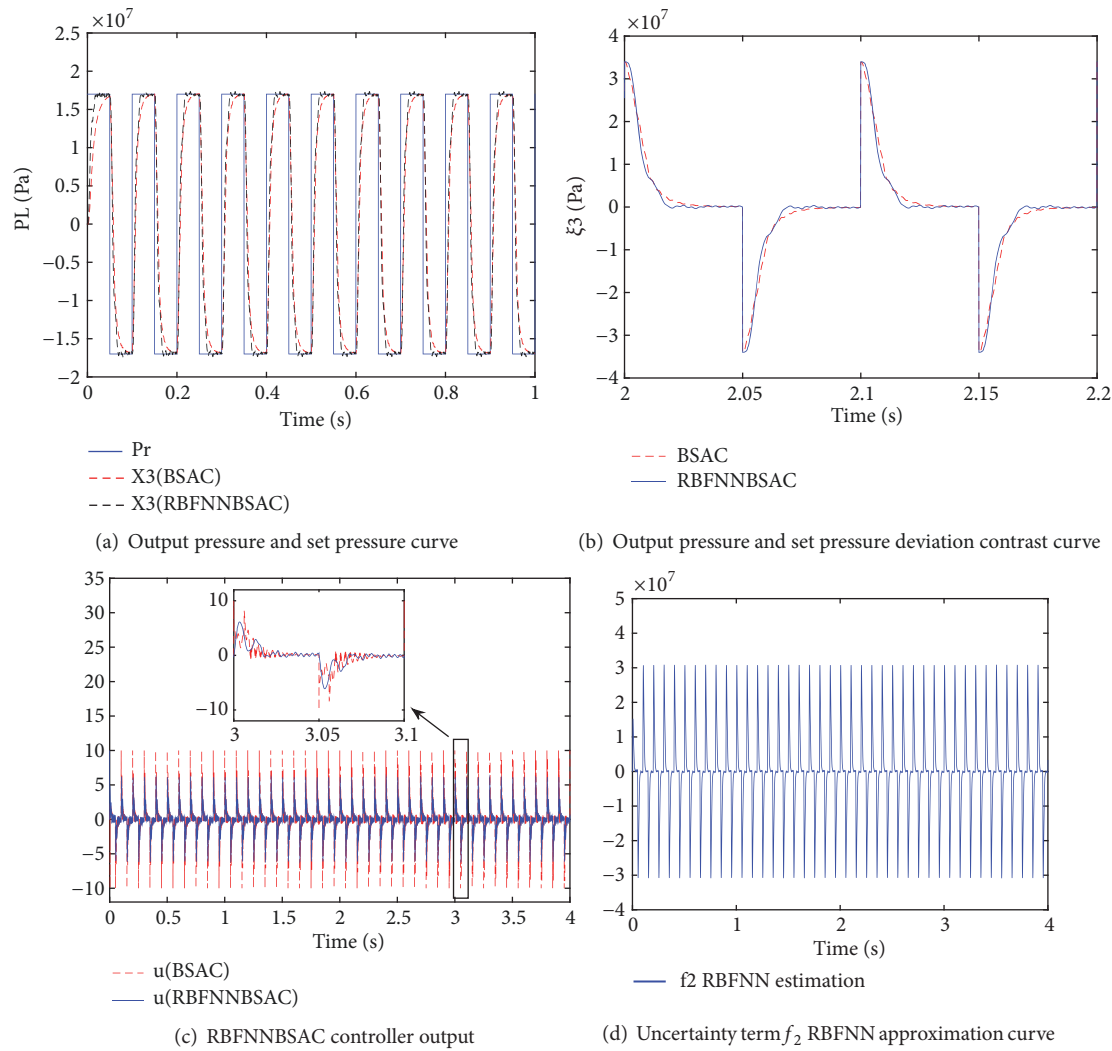 ×10⁷
2.5
2
1.5
1
0.5
0
−0.5
−1
−1.5
−2
PL (Pa)
0 0.2 0.4 0.6 0.8 1
Time (s)
Pr
X3(BSAC)
X3(RBFNNBSAC)
(a) Output pressure and set pressure curve
×10⁷
4
3
2
1
0
−1
−2
−3
−4
ξ3 (Pa)
2 2.05 2.1 2.15 2.2
Time (s)
BSAC
RBFNNBSAC
(b) Output pressure and set pressure deviation contrast curve
35
30
25
20
15
10
5
0
−5
−10
10
0
−10
3 3.05 3.1
0 0.5 1 1.5 2 2.5 3 3.5 4
Time (s)
u(BSAC)
u(RBFNNBSAC)
(c) RBFNNBSAC controller output
×10⁷
5
4
3
2
1
0
−1
−2
−3
−4
0 1 2 3 4
Time (s)
f2 RBFNN estimation
(d) Uncertainty term f₂ RBFNN approximation curve